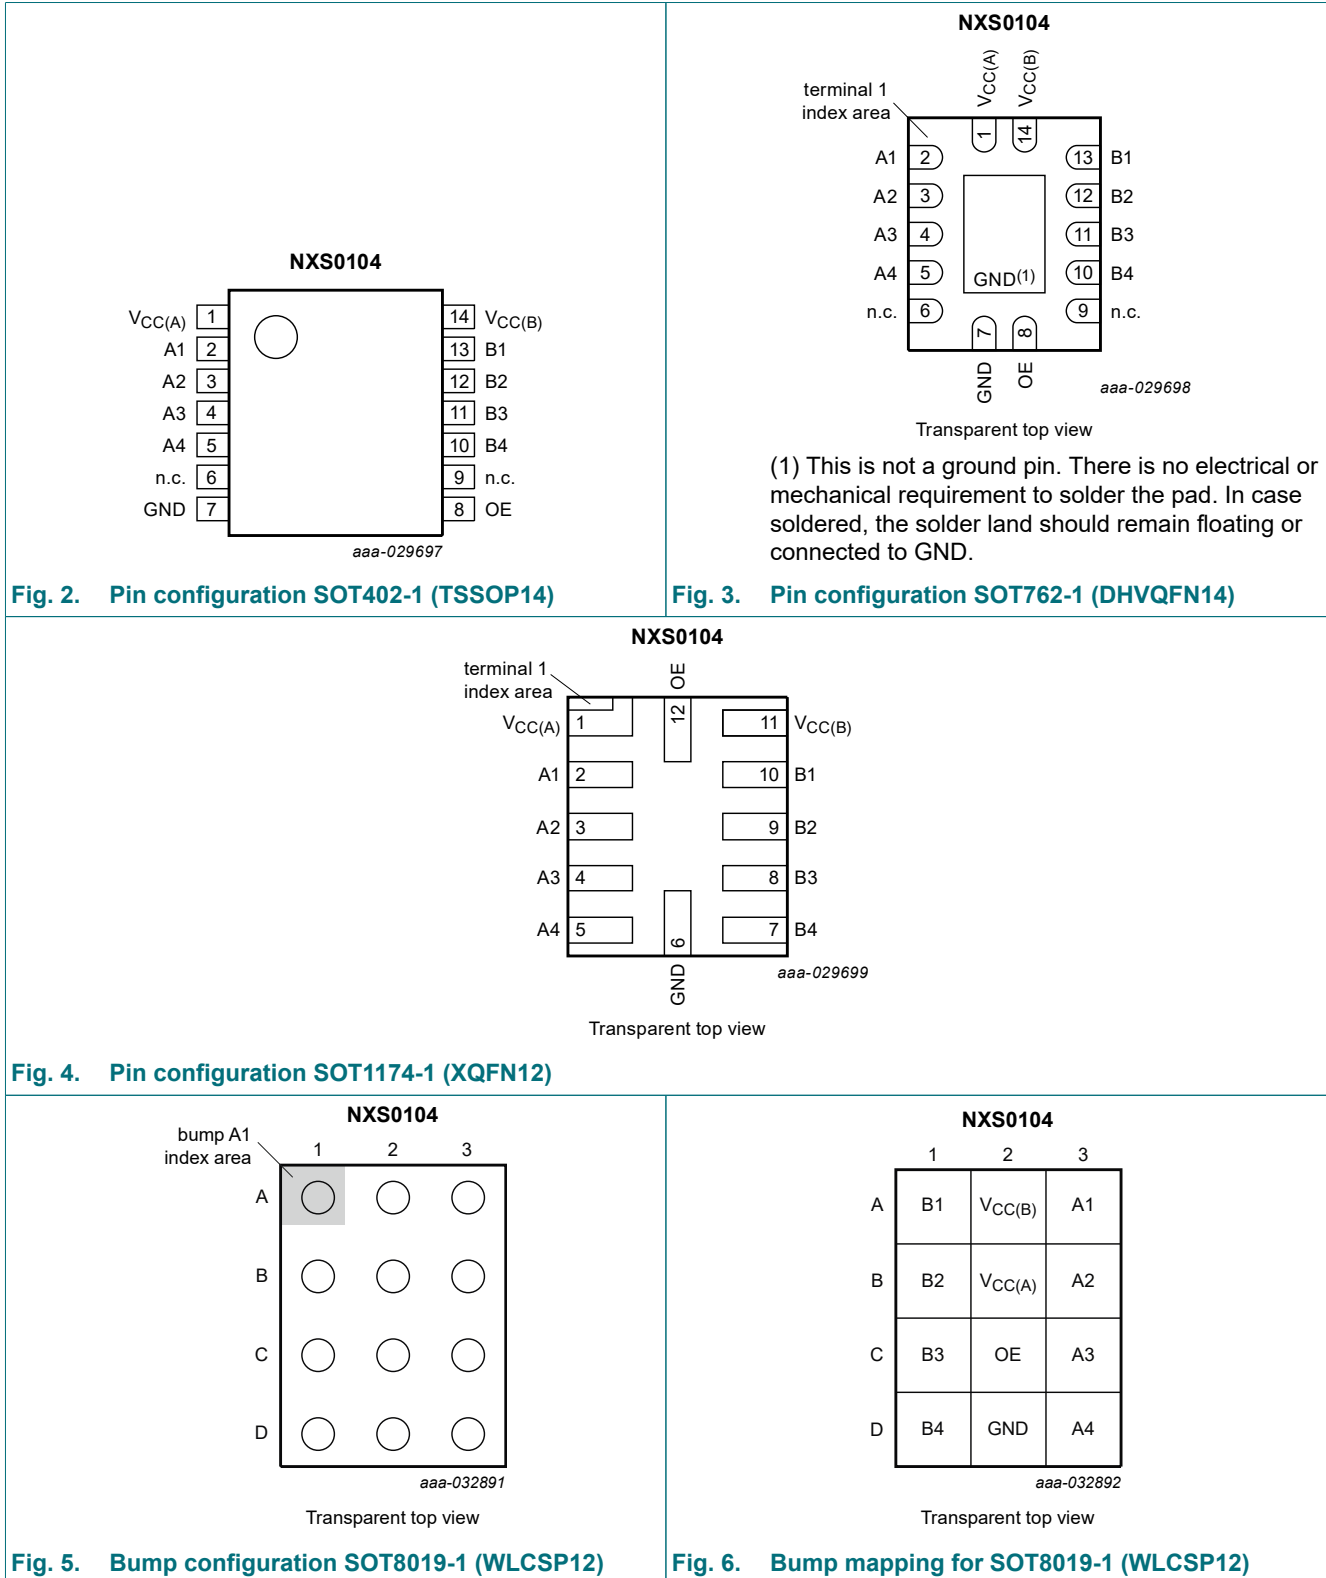 NXS0104
VCC(A) 1 14 VCC(B)
A1 2 13 B1
A2 3 12 B2
A3 4 11 B3
A4 5 10 B4
n.c. 6 9 n.c.
GND 7 8 OE
aaa-029697
Fig. 2. Pin configuration SOT402-1 (TSSOP14)
NXS0104
VCC(A) VCC(B)
terminal 1
index area
1 14
A1 2 13 B1
A2 3 12 B2
A3 4 11 B3
A4 5 GND(1) 10 B4
n.c. 6 9 n.c.
7 8
GND OE
aaa-029698
Transparent top view
(1) This is not a ground pin. There is no electrical or
mechanical requirement to solder the pad. In case
soldered, the solder land should remain floating or
connected to GND.
Fig. 3. Pin configuration SOT762-1 (DHVQFN14)
NXS0104
terminal 1
index area
OE
12
VCC(A) 1 11 VCC(B)
A1 2 10 B1
A2 3 9 B2
A3 4 8 B3
A4 5 7 B4
6
GND
aaa-029699
Transparent top view
Fig. 4. Pin configuration SOT1174-1 (XQFN12)
NXS0104
bump A1
index area
1 2 3
A
B
C
D
aaa-032891
Transparent top view
Fig. 5. Bump configuration SOT8019-1 (WLCSP12)
NXS0104
1 2 3
A B1 VCC(B) A1
B B2 VCC(A) A2
C B3 OE A3
D B4 GND A4
aaa-032892
Transparent top view
Fig. 6. Bump mapping for SOT8019-1 (WLCSP12)